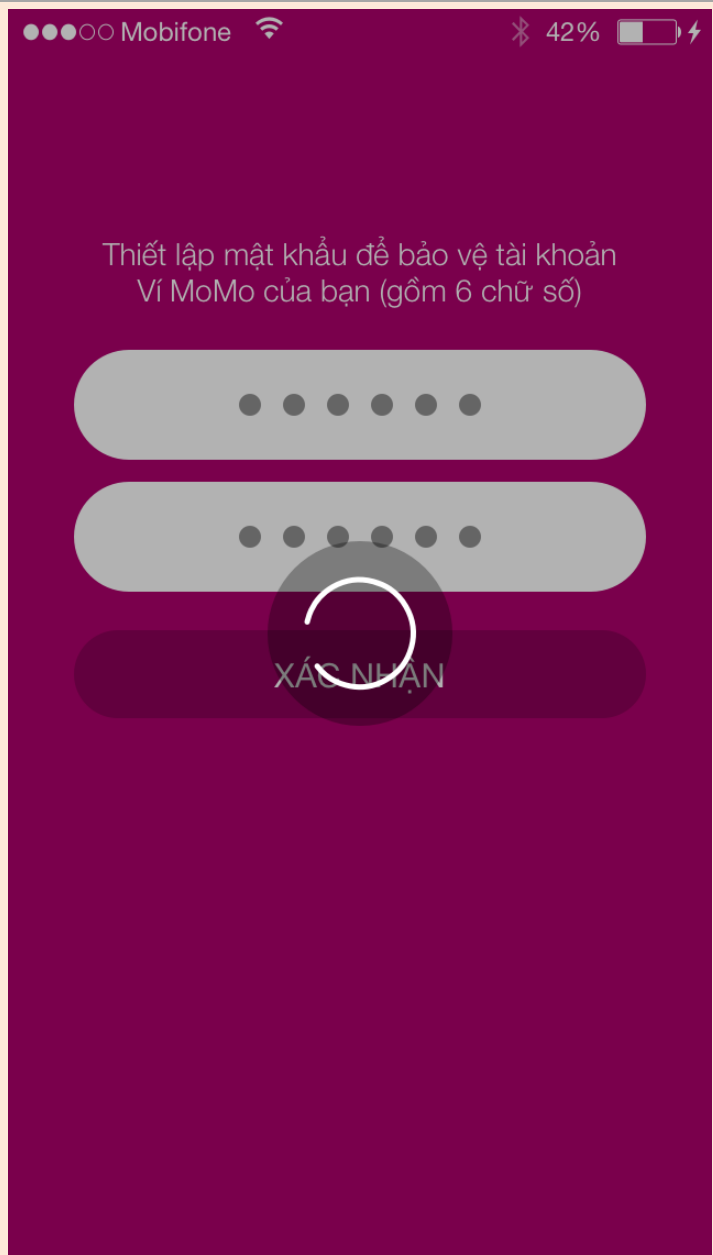 Mobifone 42%
Thiết lập mật khẩu để bảo vệ tài khoản
Ví MoMo của bạn (gồm 6 chữ số)
XÁC NHẬN